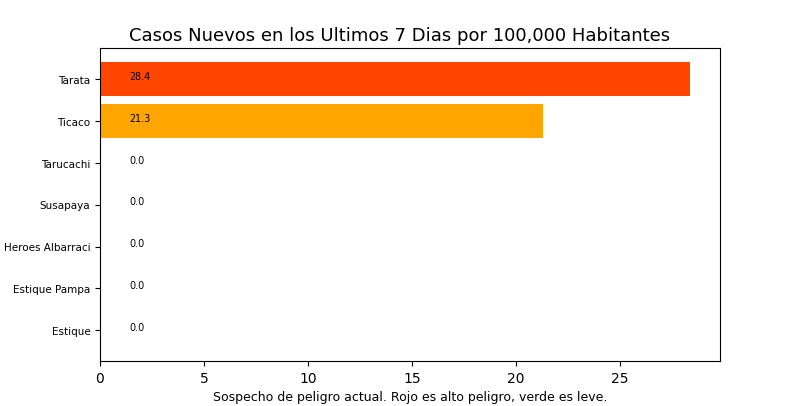 Casos Nuevos en los Ultimos 7 Dias por 100,000 Habitantes
Tarata 28.4
Ticaco 21.3
Tarucachi 0.0
Susapaya 0.0
Heroes Albarraci 0.0
Estique Pampa 0.0
Estique 0.0
0 5 10 15 20 25
Sospecho de peligro actual. Rojo es alto peligro, verde es leve.